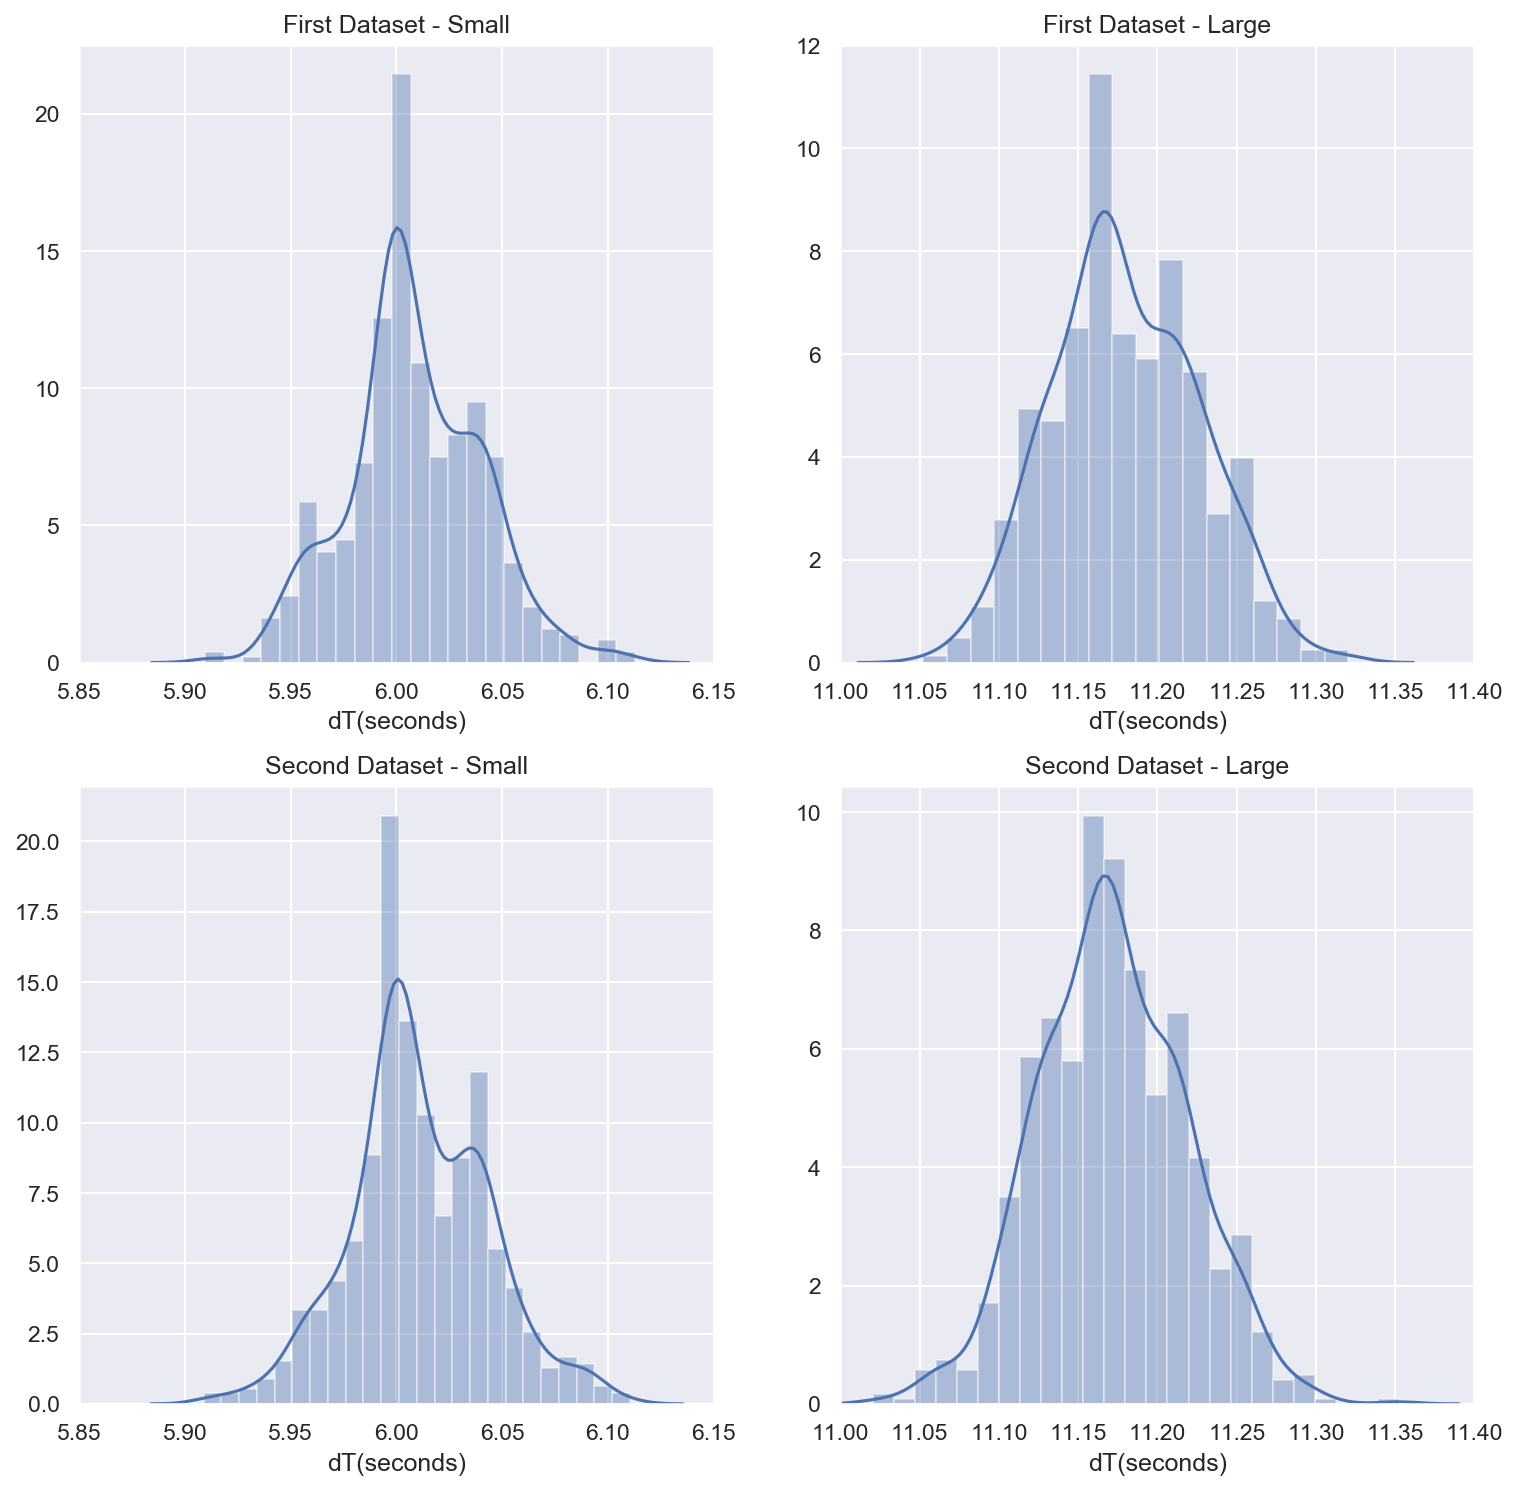 First Dataset - Small
20
15
10
5
0
5.85 5.90 5.95 6.00 6.05 6.10 6.15
dT(seconds)
First Dataset - Large
12
10
8
6
4
2
0
11.00 11.05 11.10 11.15 11.20 11.25 11.30 11.35 11.40
dT(seconds)
Second Dataset - Small
20.0
17.5
15.0
12.5
10.0
7.5
5.0
2.5
0.0
5.85 5.90 5.95 6.00 6.05 6.10 6.15
dT(seconds)
Second Dataset - Large
10
8
6
4
2
0
11.00 11.05 11.10 11.15 11.20 11.25 11.30 11.35 11.40
dT(seconds)